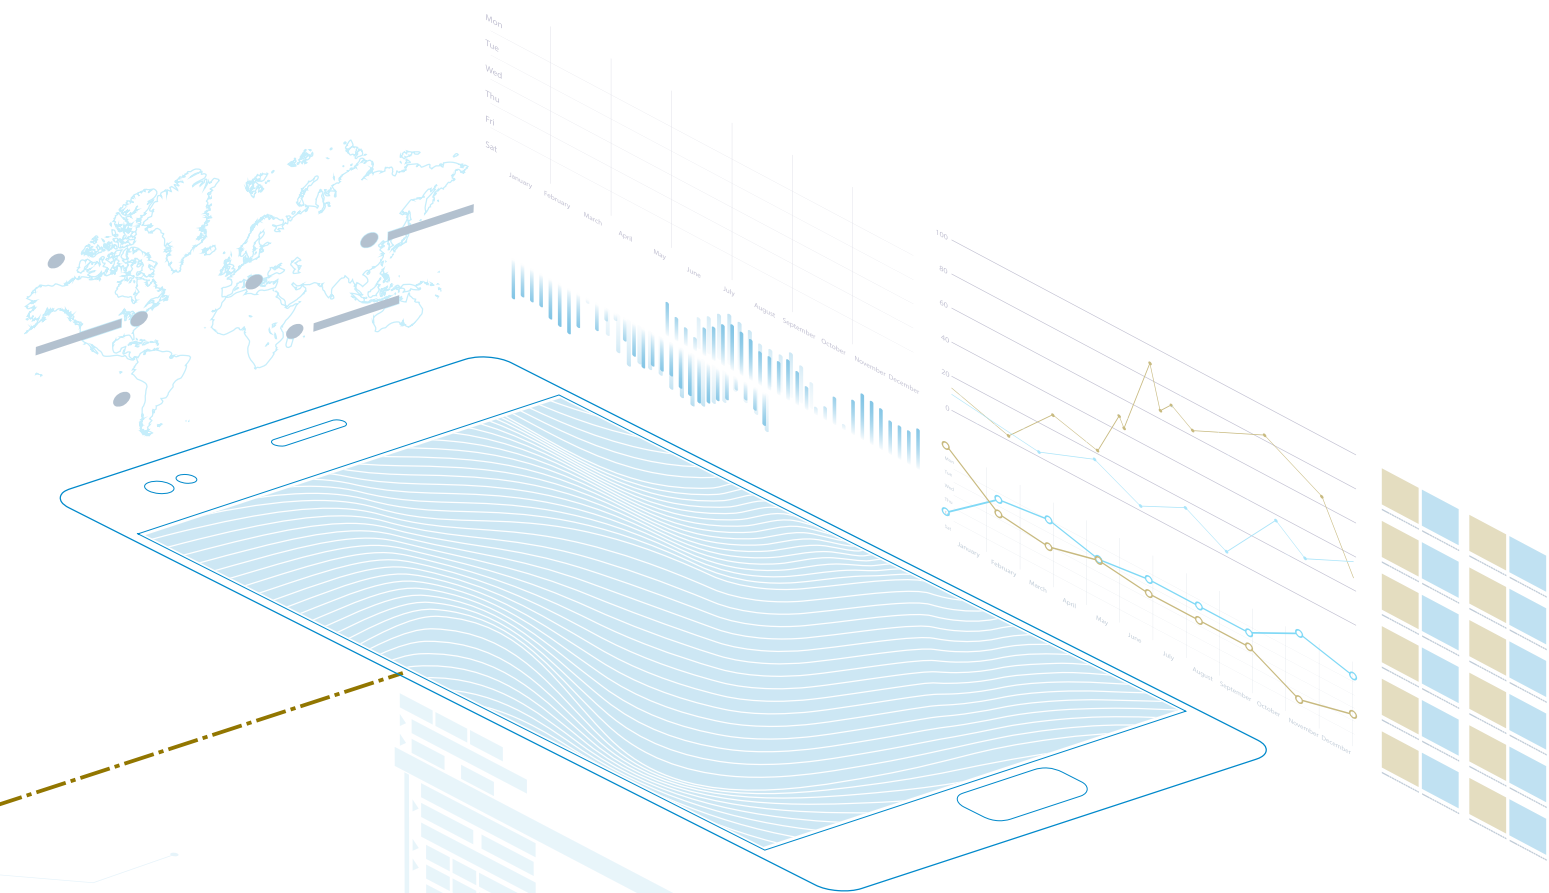 Mon
Tue
Wed
Thu
Fri
Sat
January
February
March
April
May
June
July
August
September
October
November
December
100
80
60
40
20
0
January
February
March
April
May
June
July
August
September
October
November
December